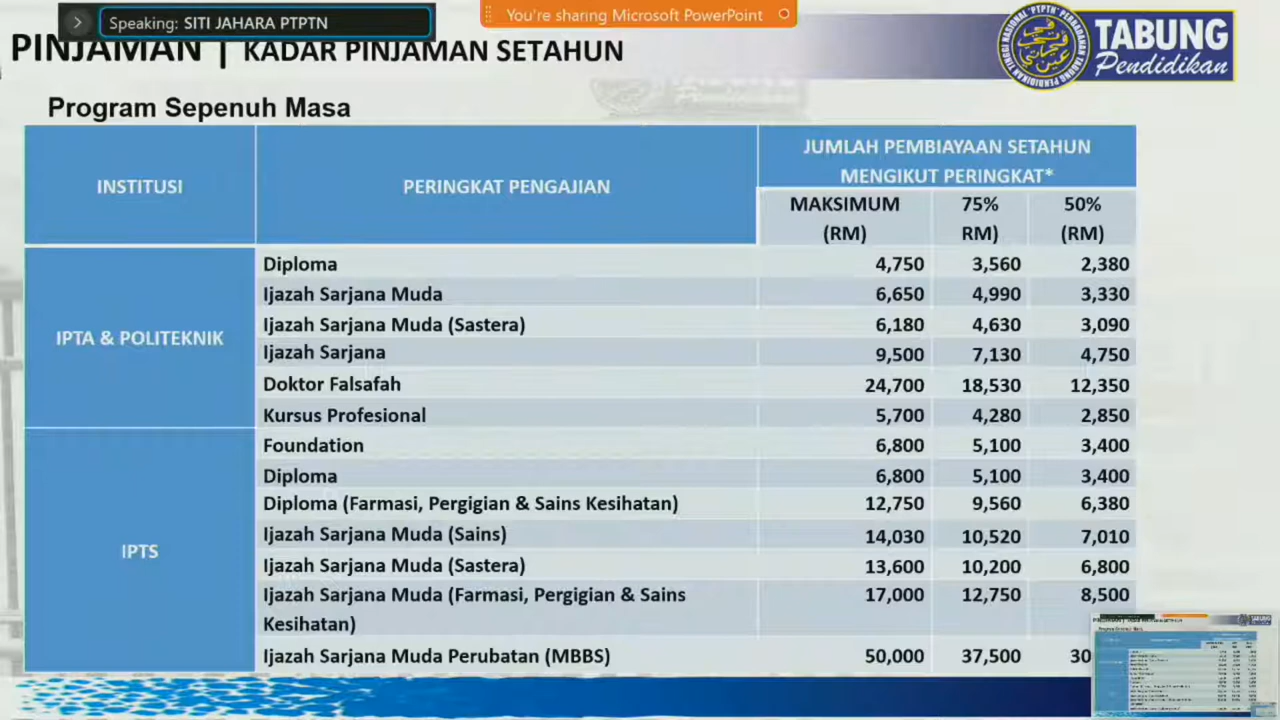 Speaking: SITI JAHARA PTPTN
You're sharing Microsoft PowerPoint
PINJAMAN | KADAR PINJAMAN SETAHUN
TABUNG
Pendidikan
Program Sepenuh Masa
INSTITUSI PERINGKAT PENGAJIAN JUMLAH PEMBIAYAAN SETAHUN
MENGIKUT PERINGKAT*
MAKSIMUM 75% 50%
(RM) RM) (RM)
IPTA & POLITEKNIK
Diploma 4,750 3,560 2,380
Ijazah Sarjana Muda 6,650 4,990 3,330
Ijazah Sarjana Muda (Sastera) 6,180 4,630 3,090
Ijazah Sarjana 9,500 7,130 4,750
Doktor Falsafah 24,700 18,530 12,350
Kursus Profesional 5,700 4,280 2,850
IPTS
Foundation 6,800 5,100 3,400
Diploma 6,800 5,100 3,400
Diploma (Farmasi, Pergigian & Sains Kesihatan) 12,750 9,560 6,380
Ijazah Sarjana Muda (Sains) 14,030 10,520 7,010
Ijazah Sarjana Muda (Sastera) 13,600 10,200 6,800
Ijazah Sarjana Muda (Farmasi, Pergigian & Sains 17,000 12,750 8,500
Kesihatan)
Ijazah Sarjana Muda Perubatan (MBBS) 50,000 37,500 30